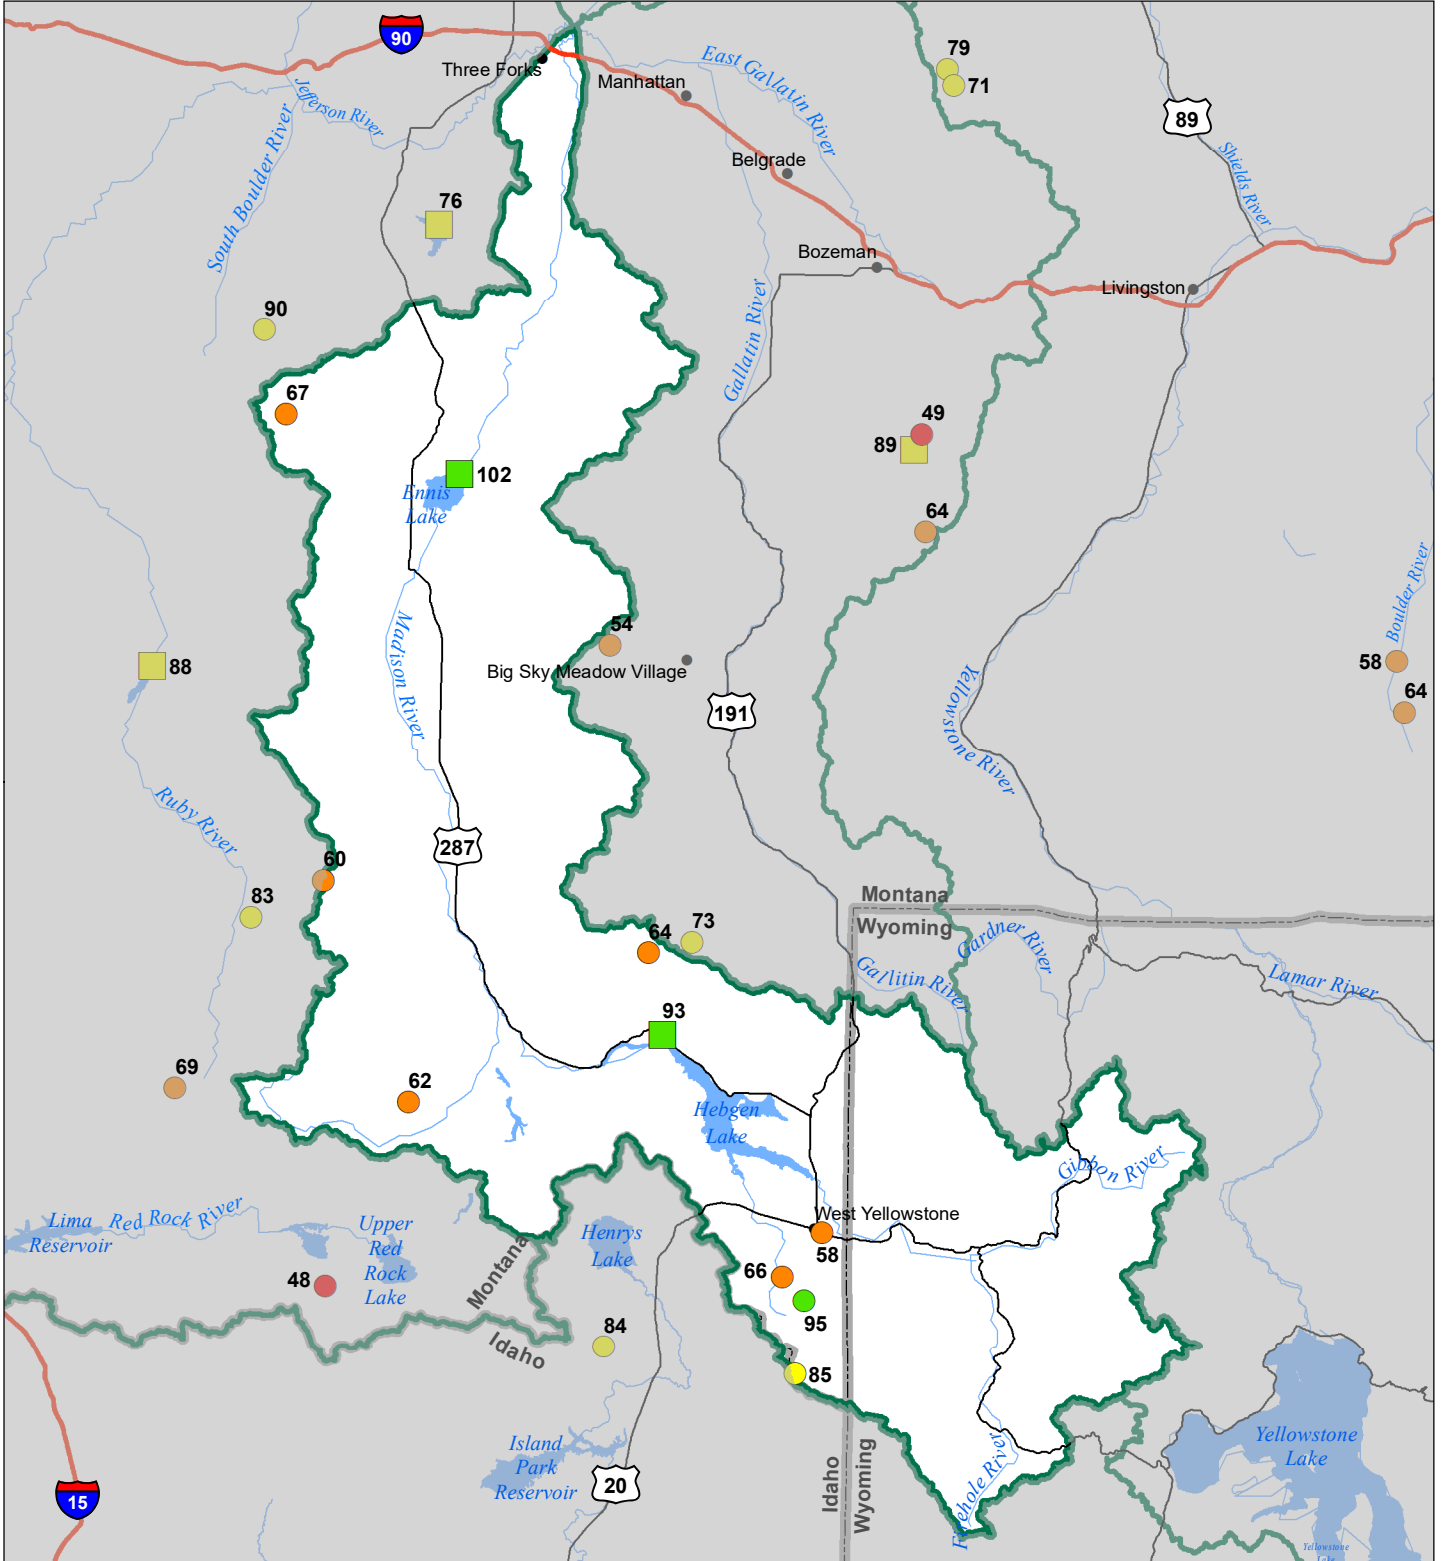 90
Three Forks
Manhattan
East Gallatin River
79
71
89
Jefferson River
South Boulder River
Belgrade
Shields River
76
Bozeman
Livingston
90
Gallatin River
67
49
89
102
Ennis
Lake
64
Boulder River
54
Madison River
Big Sky Meadow Village
88
58
64
191
Yellowstone River
Ruby River
287
60
83
Montana
Wyoming
64
73
Gardner River
Gallitin River
Lamar River
93
69
62
Hebgen
Lake
Gibbon River
Lima
Reservoir
Red Rock River
Upper
Red
Rock
Lake
Henrys
Lake
West Yellowstone
58
Montana
66
48
95
84
Idaho
85
Island
Park
Reservoir
Yellowstone
Lake
20
15
Idaho
Wyoming
Firehole River
Yellowstone
Lake